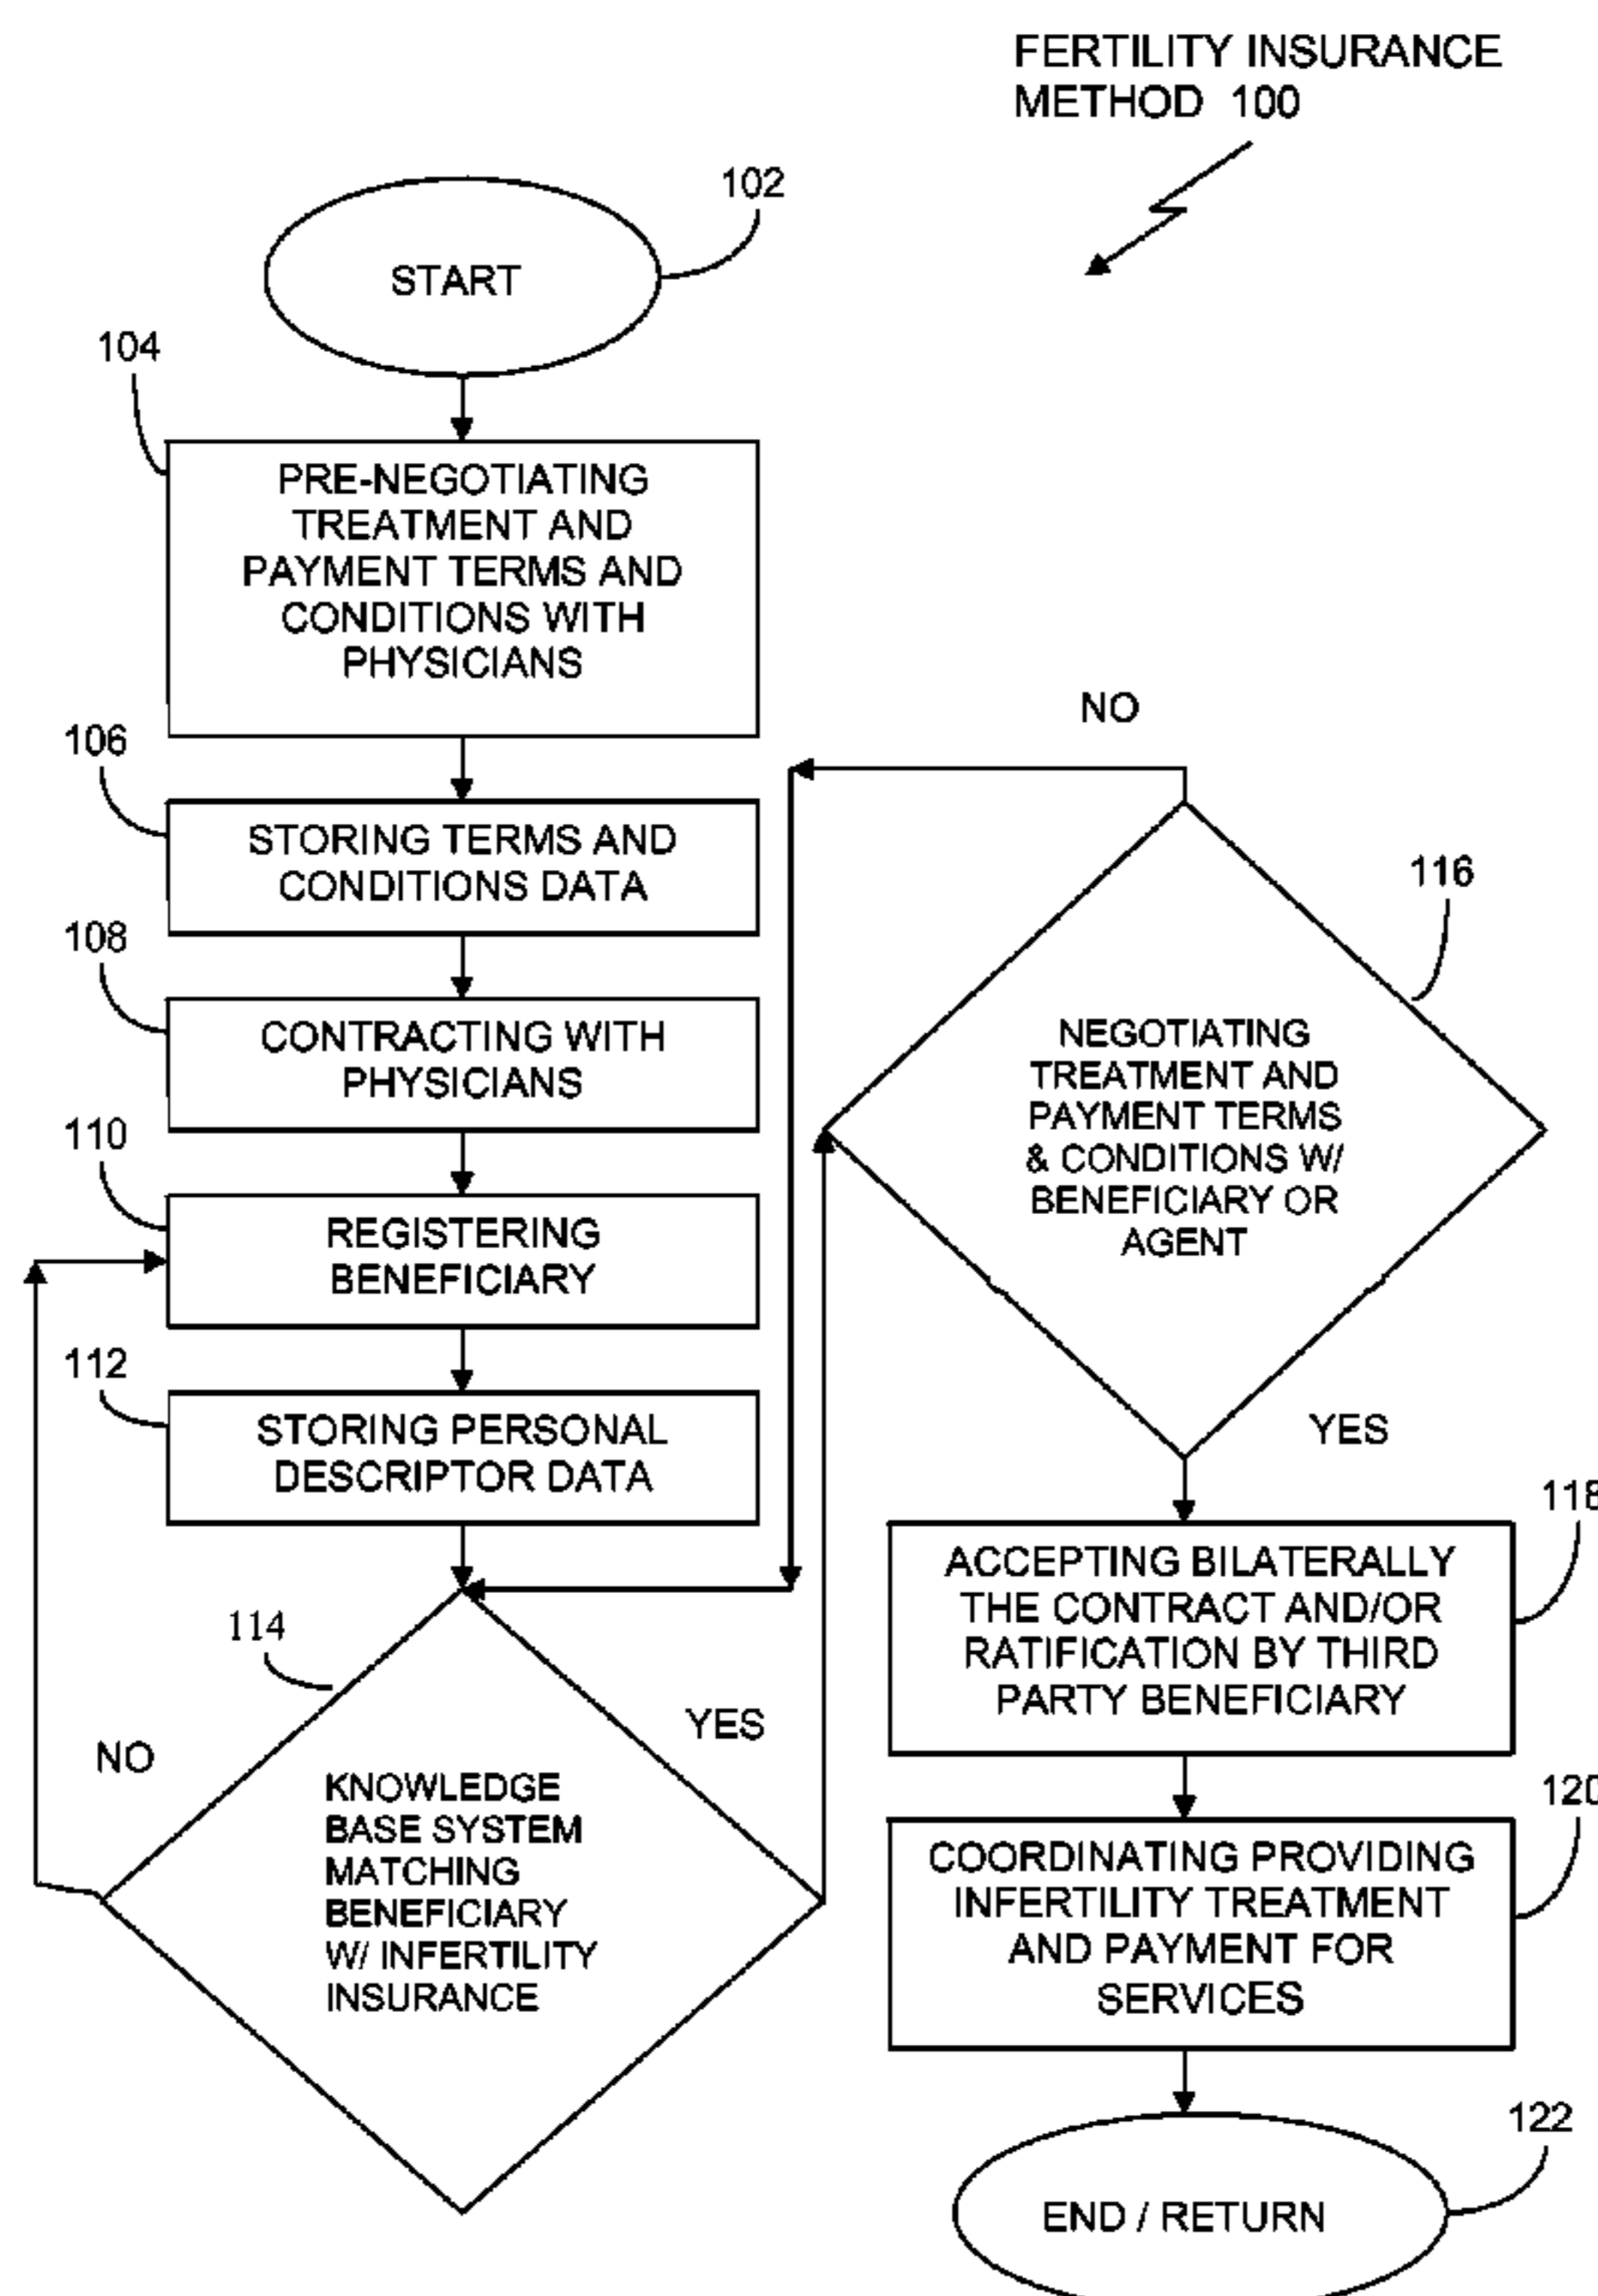 FERTILITY INSURANCE
METHOD 100
102
START
104
PRE-NEGOTIATING
TREATMENT AND
PAYMENT TERMS AND
CONDITIONS WITH
PHYSICIANS
106
STORING TERMS AND
CONDITIONS DATA
108
CONTRACTING WITH
PHYSICIANS
110
REGISTERING
BENEFICIARY
112
STORING PERSONAL
DESCRIPTOR DATA
114
NO
YES
KNOWLEDGE
BASE SYSTEM
MATCHING
BENEFICIARY
W/ INFERTILITY
INSURANCE
NO
116
NEGOTIATING
TREATMENT AND
PAYMENT TERMS
& CONDITIONS W/
BENEFICIARY OR
AGENT
YES
118
ACCEPTING BILATERALLY
THE CONTRACT AND/OR
RATIFICATION BY THIRD
PARTY BENEFICIARY
120
COORDINATING PROVIDING
INFERTILITY TREATMENT
AND PAYMENT FOR
SERVICES
122
END / RETURN